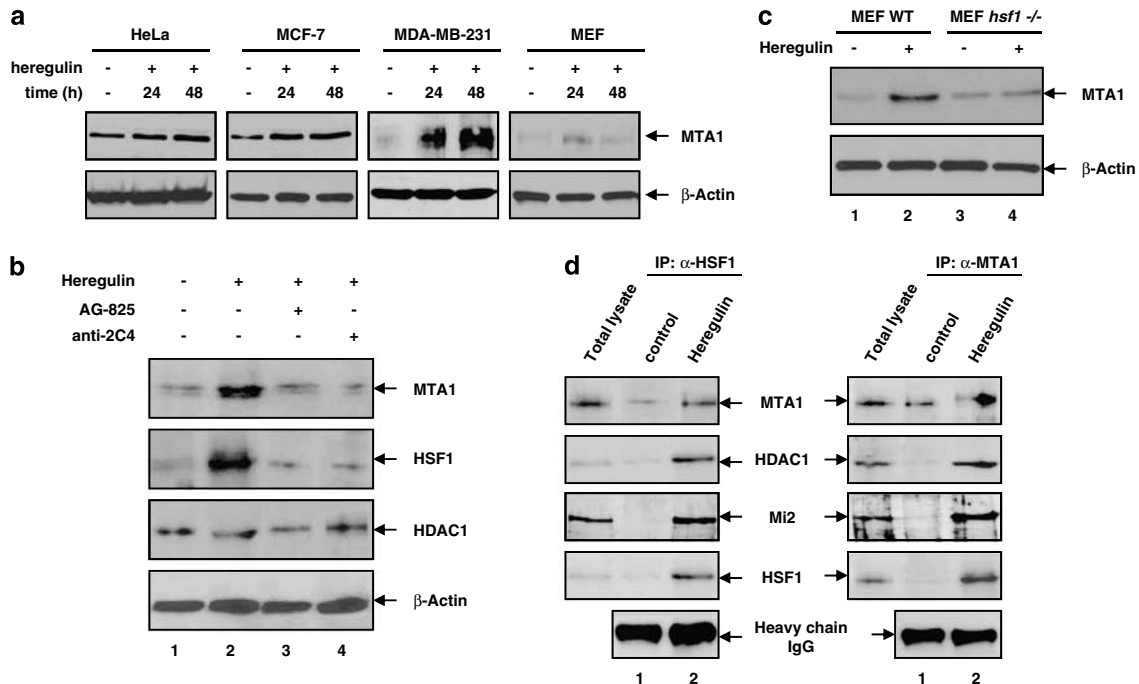 a
HeLa MCF-7 MDA-MB-231 MEF
heregulin - + + - + + - + + - + +
time (h) 24 48 24 48 24 48 24 48
MTA1
β-Actin
b
Heregulin - + + +
AG-825 - - + -
anti-2C4 - - - +
MTA1
HSF1
HDAC1
β-Actin
1 2 3 4
c
MEF WT MEF hsf1 -/-
Heregulin - + - +
MTA1
β-Actin
1 2 3 4
d
IP: α-HSF1 IP: α-MTA1
Total lysate control Heregulin Total lysate control Heregulin
MTA1
HDAC1
Mi2
HSF1
Heavy chain
IgG
1 2 1 2